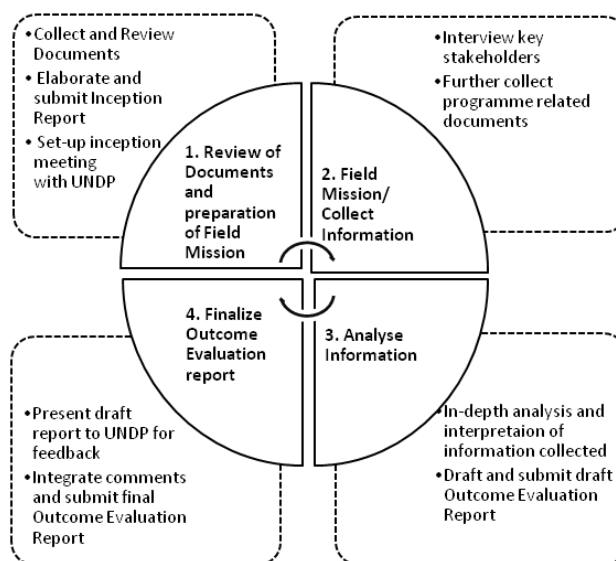 • Collect and Review
Documents
• Elaborate and
submit Inception
Report
• Set-up inception
meeting
with UNDP
• Interview key
stakeholders
• Further collect
programme related
documents
1. Review of
Documents
and
preparation
of Field
Mission
2. Field
Mission/
Collect
Information
4. Finalize
Outcome
Evaluation
report
3. Analyse
Information
• Present draft
report to UNDP for
feedback
• Integrate comments
and submit final
Outcome Evaluation
Report
• In-depth analysis and
interpretaion of
information collected
• Draft and submit draft
Outcome Evaluation
Report